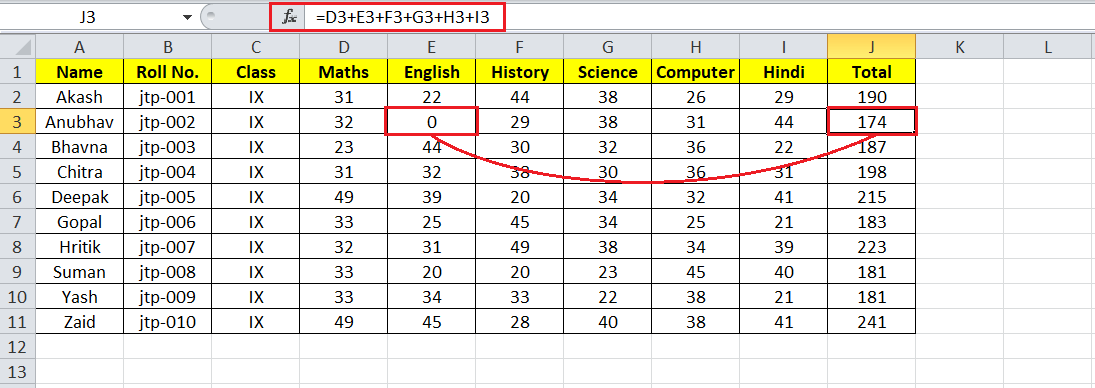 J3 fx =D3+E3+F3+G3+H3+I3
A B C D E F G H I J K L
1 Name Roll No. Class Maths English History Science Computer Hindi Total
2 Akash jtp-001 IX 31 22 44 38 26 29 190
3 Anubhav jtp-002 IX 32 0 29 38 31 44 174
4 Bhavna jtp-003 IX 23 44 30 32 36 22 187
5 Chitra jtp-004 IX 31 32 38 30 36 31 198
6 Deepak jtp-005 IX 49 39 20 34 32 41 215
7 Gopal jtp-006 IX 33 25 45 34 25 21 183
8 Hritik jtp-007 IX 32 31 49 38 34 39 223
9 Suman jtp-008 IX 33 20 20 23 45 40 181
10 Yash jtp-009 IX 33 34 33 22 38 21 181
11 Zaid jtp-010 IX 49 45 28 40 38 41 241
12
13